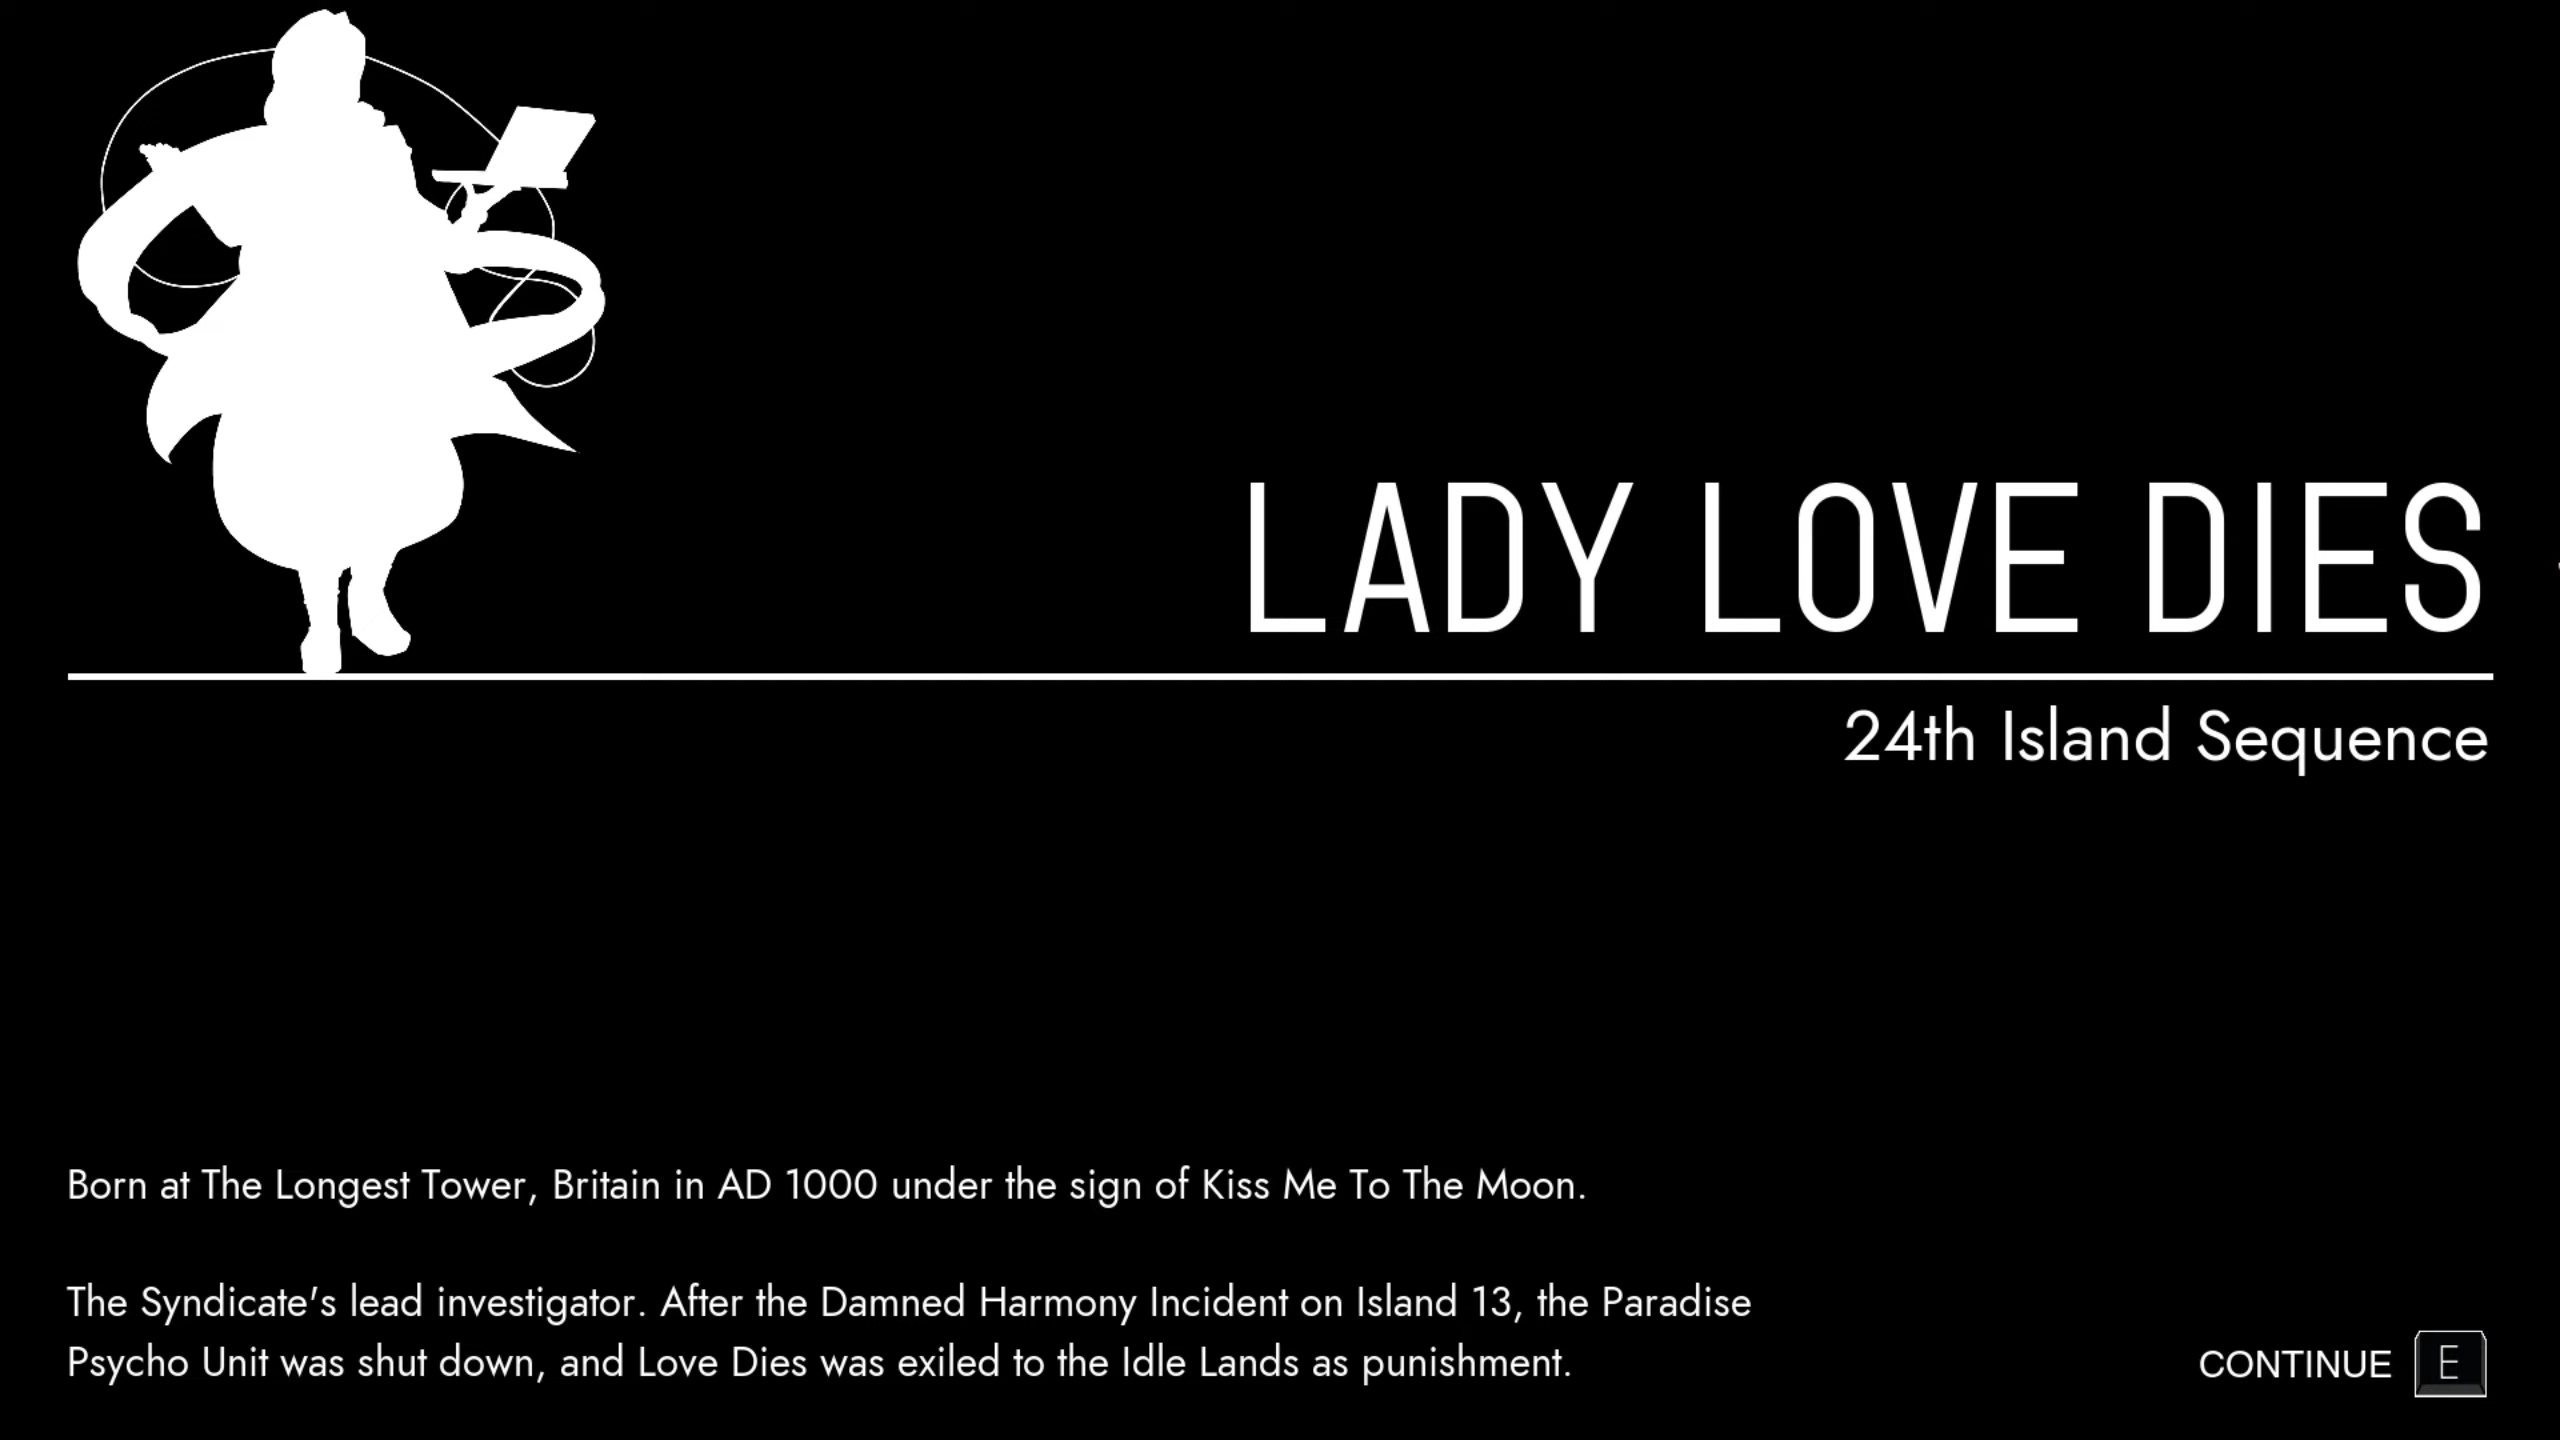 LADY LOVE DIES
24th Island Sequence
Born at The Longest Tower, Britain in AD 1000 under the sign of Kiss Me To The Moon.
The Syndicate's lead investigator. After the Damned Harmony Incident on Island 13, the Paradise
Psycho Unit was shut down, and Love Dies was exiled to the Idle Lands as punishment.
CONTINUE E